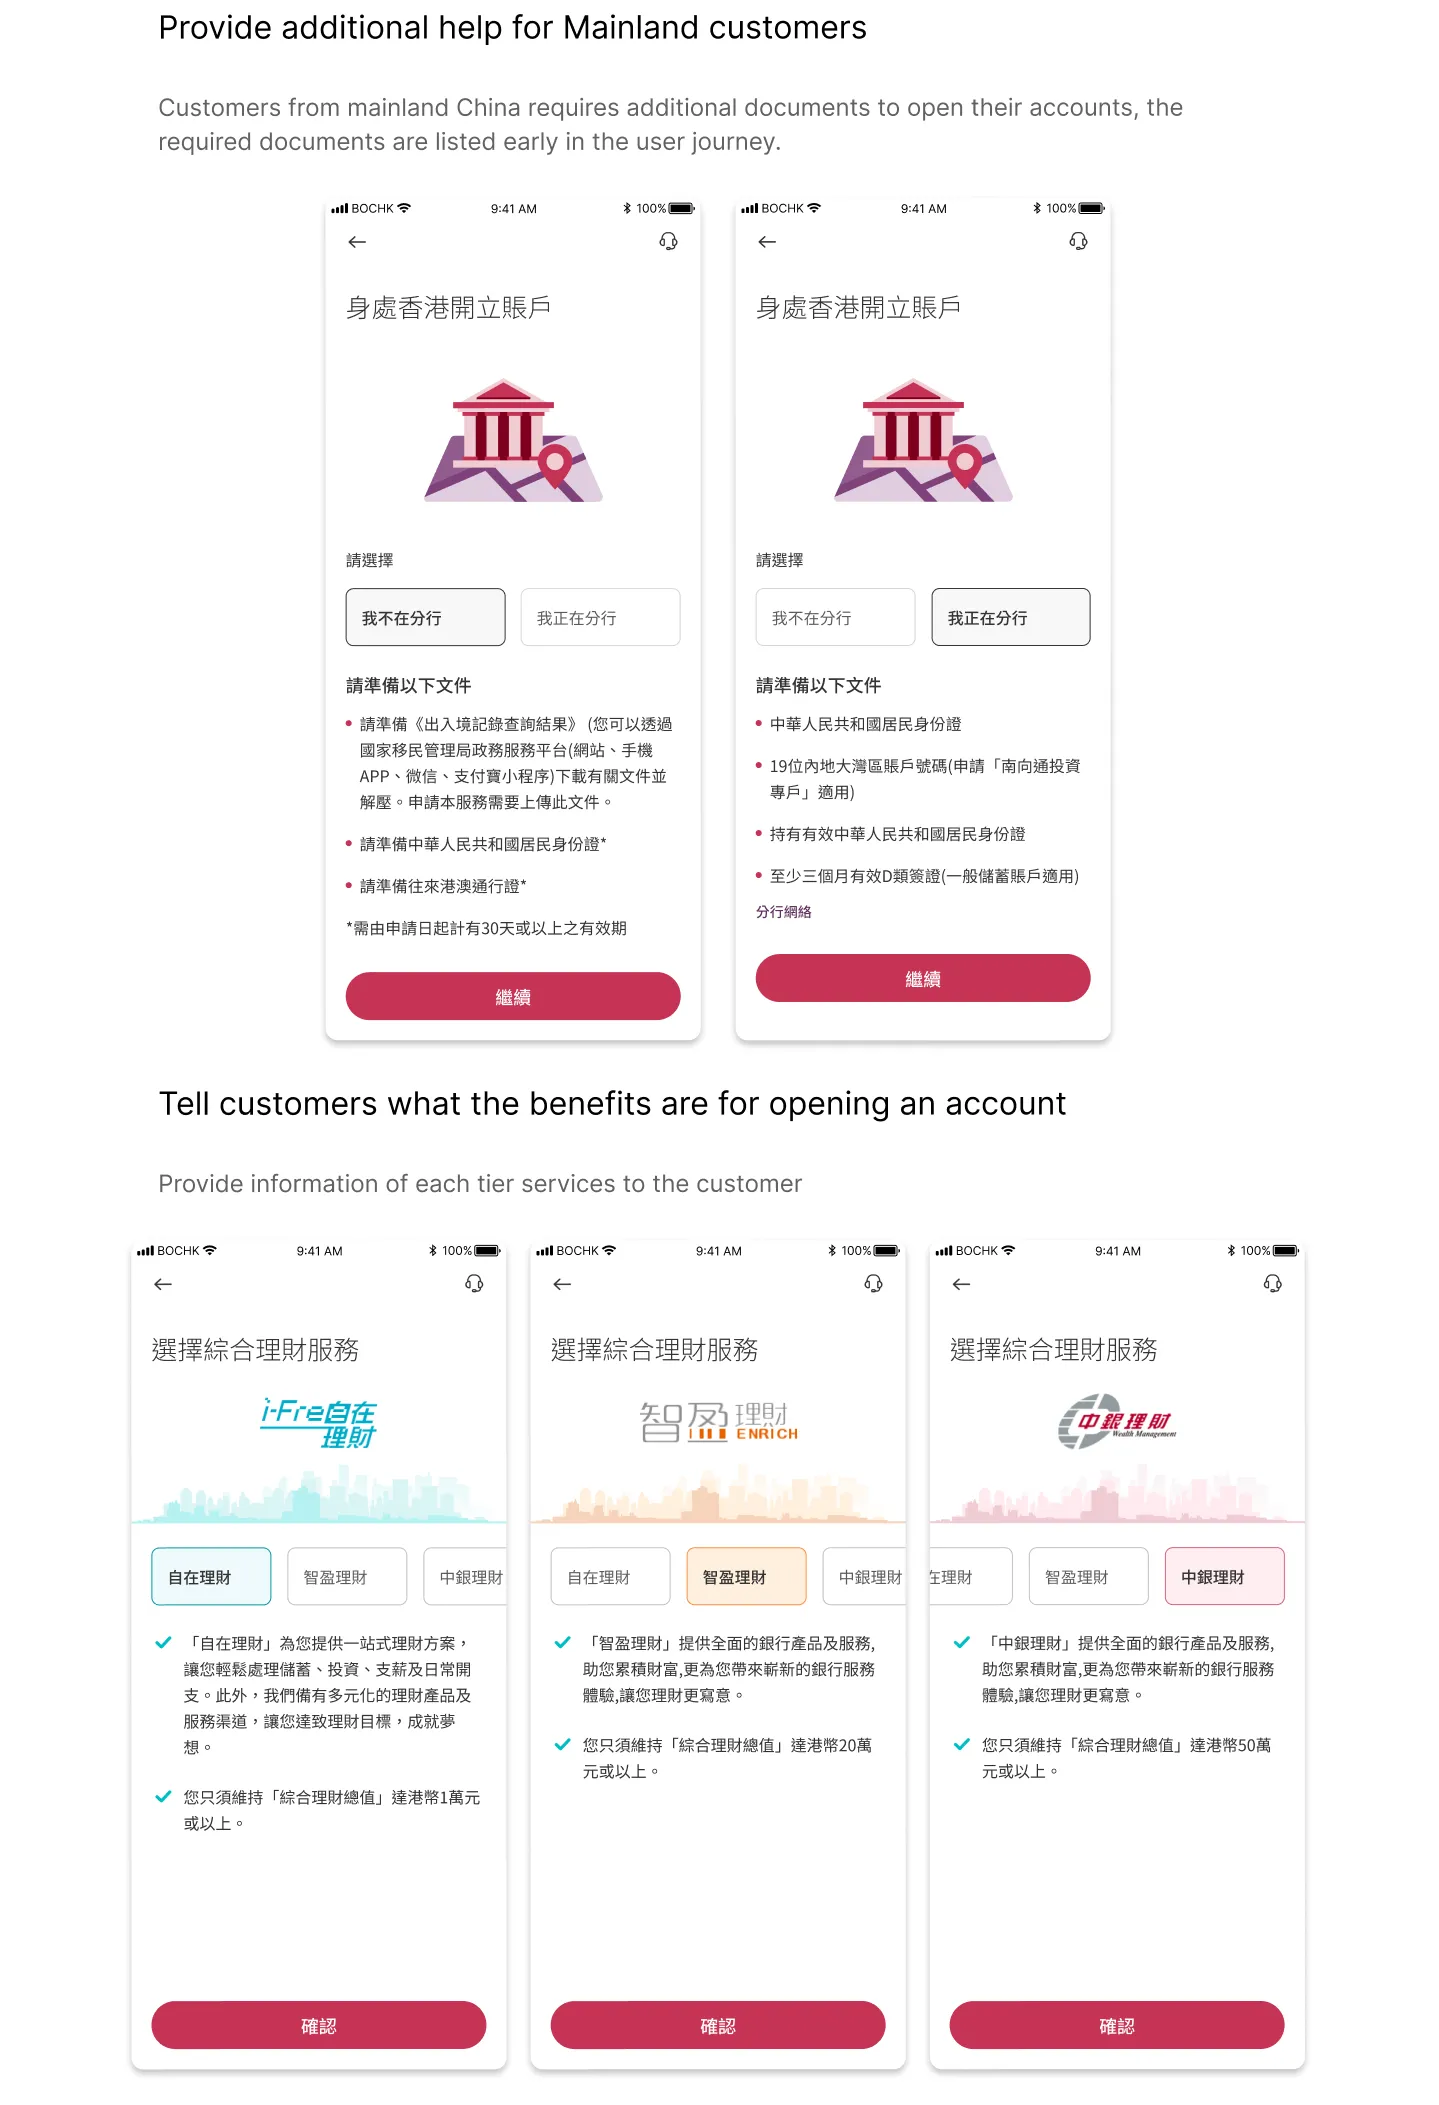 Provide additional help for Mainland customers
Customers from mainland China requires additional documents to open their accounts, the
required documents are listed early in the user journey.
BOCHK 9:41 AM 100%
身處香港開立賬戶
請選擇
我不在分行
我正在分行
請準備以下文件
請準備《出入境記錄查詢結果》 (您可以透過
國家移民管理局政務服務平台(網站、手機
APP、微信、支付寶小程序)下載有關文件並
解壓。申請本服務需要上傳此文件。
請準備中華人民共和國居民身份證*
請準備往來港澳通行證*
*需由申請日起計有30天或以上之有效期
繼續
BOCHK 9:41 AM 100%
身處香港開立賬戶
請選擇
我不在分行
我正在分行
請準備以下文件
中華人民共和國居民身份證
19位內地大灣區賬戶號碼(申請「南向通投資
專戶」適用)
持有有效中華人民共和國居民身份證
至少三個月有效D類簽證(一般儲蓄賬戶適用)
分行網絡
繼續
Tell customers what the benefits are for opening an account
Provide information of each tier services to the customer
BOCHK 9:41 AM 100%
選擇綜合理財服務
i-Free自在
理財
自在理財
智盈理財
中銀理財
「自在理財」為您提供一站式理財方案，
讓您輕鬆處理儲蓄、投資、支薪及日常開
支。此外，我們備有多元化的理財產品及
服務渠道，讓您達致理財目標，成就夢
想。
您只須維持「綜合理財總值」達港幣1萬元
或以上。
確認
BOCHK 9:41 AM 100%
選擇綜合理財服務
智盈理財
ENRICH
自在理財
智盈理財
中銀理財
「智盈理財」提供全面的銀行產品及服務,
助您累積財富,更為您帶來嶄新的銀行服務
體驗,讓您理財更寫意。
您只須維持「綜合理財總值」達港幣20萬
元或以上。
確認
BOCHK 9:41 AM 100%
選擇綜合理財服務
中銀理財
Wealth Management
在理財
智盈理財
中銀理財
「中銀理財」提供全面的銀行產品及服務,
助您累積財富,更為您帶來嶄新的銀行服務
體驗,讓您理財更寫意。
您只須維持「綜合理財總值」達港幣50萬
元或以上。
確認